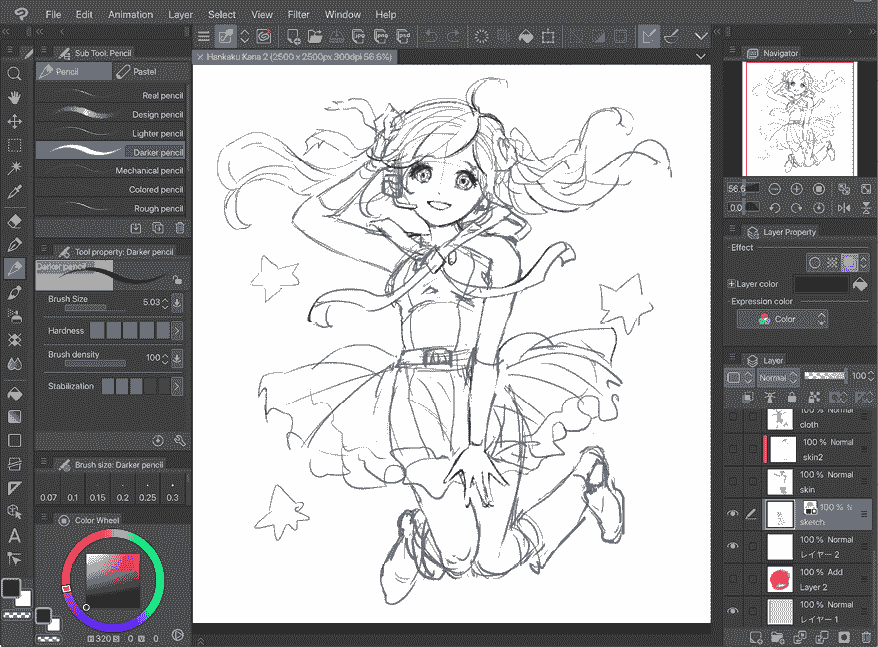 File Edit Animation Layer Select View Filter Window Help
Sub Tool: Pencil
Pencil
Pastel
Real pencil
Design pencil
Lighter pencil
Darker pencil
Mechanical pencil
Colored pencil
Rough pencil
Tool property: Darker pencil
Darker pencil
Brush Size 5.03
Hardness
Brush density 100
Stabilization
Brush size: Darker pencil
0.07 0.1 0.15 0.2 0.25 0.3
Color Wheel
320 S 0 V 0
Hankaku Kana 2 (2500 x 2500px 300dpi 56.6%)
Navigator
56.6
0.0
Layer Property
Effect
Layer color
Expression color
Color
Layer
Normal 100
100 % Normal
cloth
100 % Normal
skin2
100 % Normal
skin
100 %
sketch
100 % Normal
レイヤー 2
100 % Add
Layer 2
100 % Normal
レイヤー 1